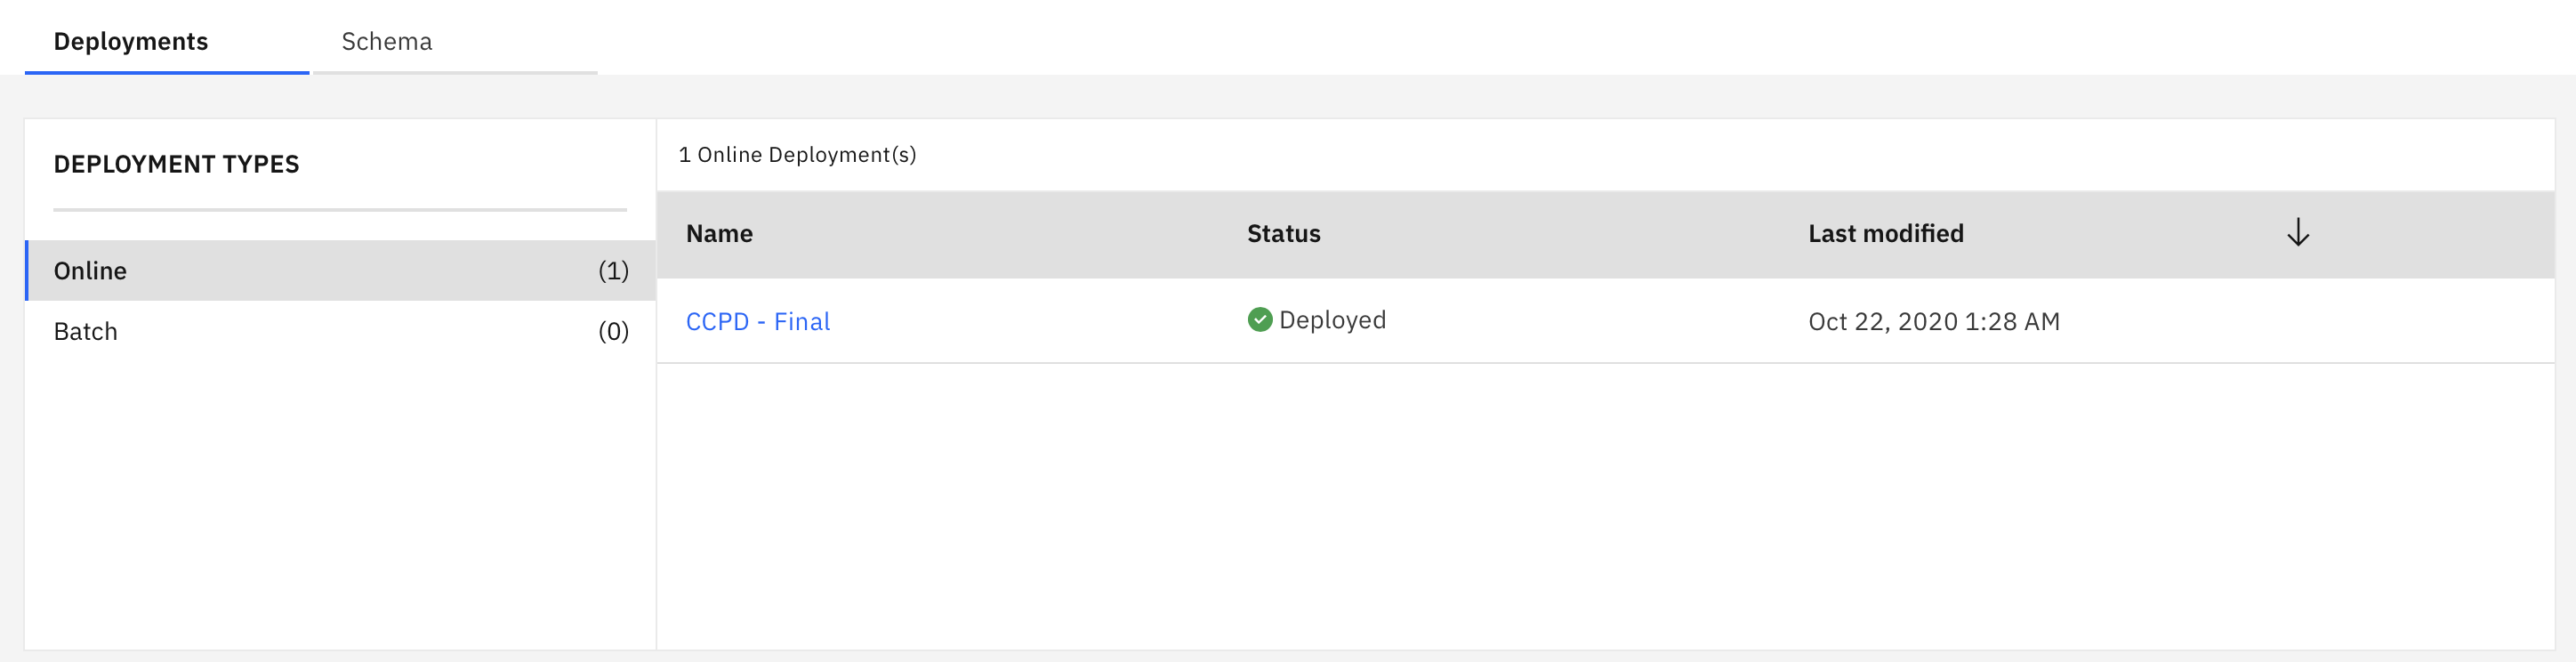 Deployments Schema
DEPLOYMENT TYPES
Online (1)
Batch (0)
1 Online Deployment(s)
Name Status Last modified
CCPD - Final Deployed Oct 22, 2020 1:28 AM